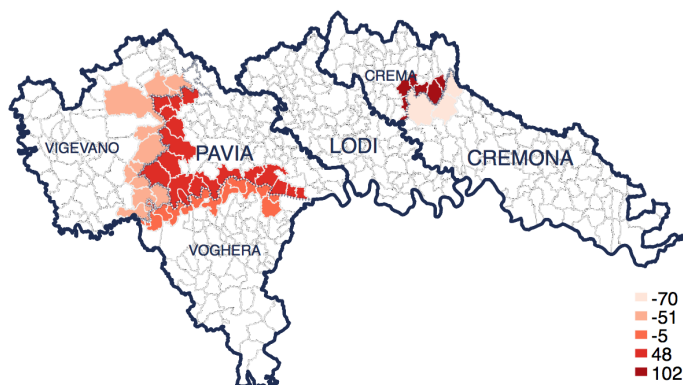 CREMA
VIGEVANO
PAVIA
LODI
CREMONA
VOGHERA
-70
-51
-5
48
102